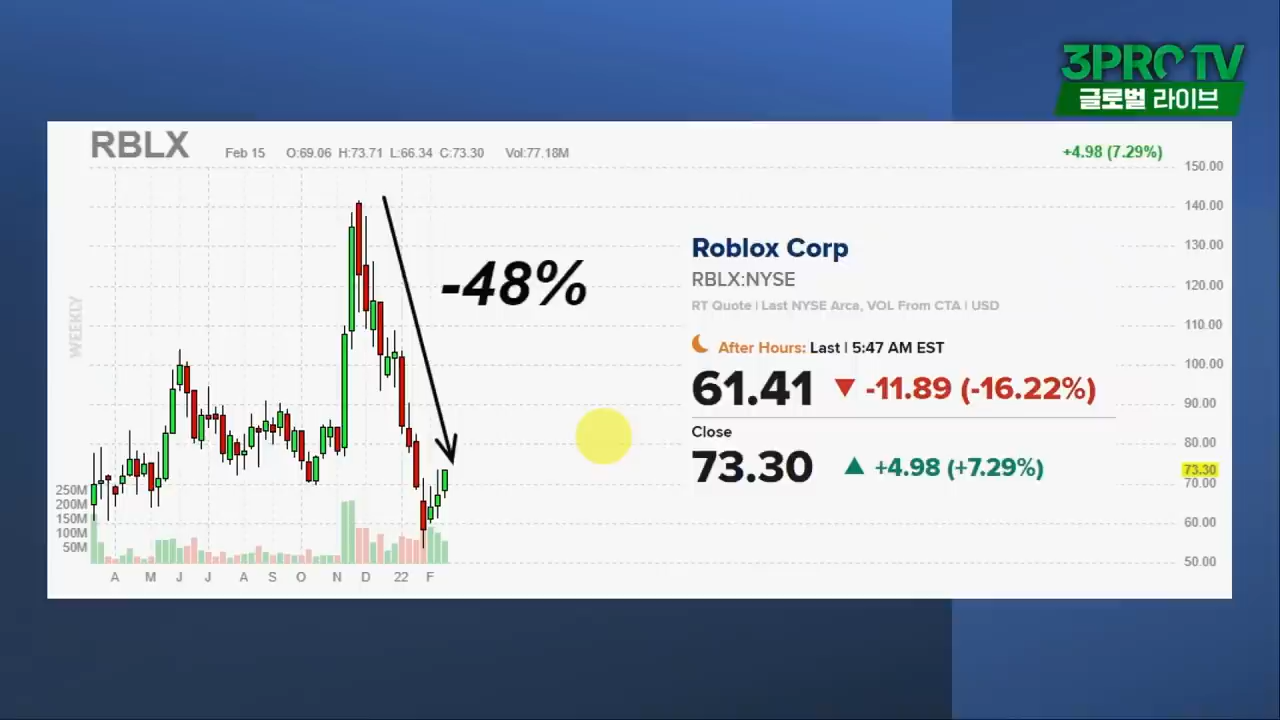 3PRO TV
글로벌 라이브
RBLX Feb 15 O:69.06 H:73.71 L:66.34 C:73.30 Vol:77.18M +4.98 (7.29%)
150.00
140.00
130.00
120.00
110.00
100.00
90.00
80.00
73.30
70.00
60.00
50.00
WEEKLY
-48%
Roblox Corp
RBLX:NYSE
RT Quote | Last NYSE Arca, VOL From CTA | USD
After Hours: Last | 5:47 AM EST
61.41 ▼ -11.89 (-16.22%)
Close
73.30 ▲ +4.98 (+7.29%)
250M
200M
150M
100M
50M
A M J J A S O N D 22 F